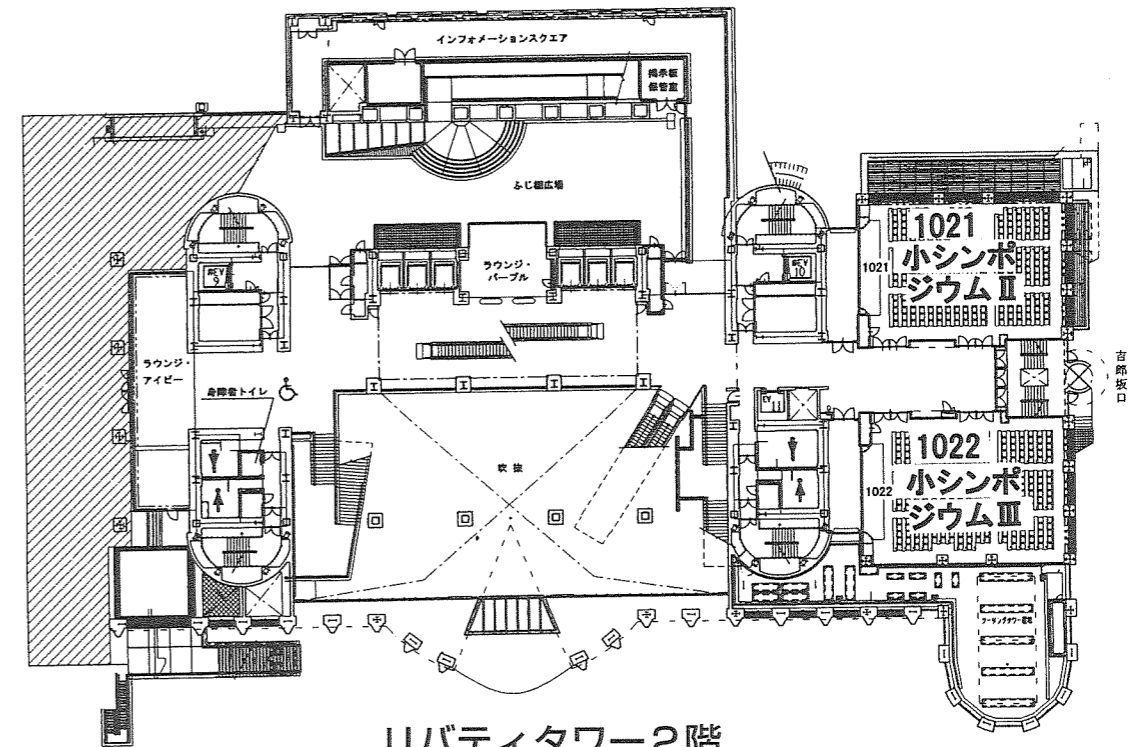 インフォメーションスクエア
掲示板
保管室
ふじ棚広場
ラウンジ・
パープル
EV
9
EV
10
1021
1021
小シンポ
ジウムⅡ
ラウンジ・
アイビー
身障者トイレ
吉郎坂口
EV
11
吹抜
1022
1022
小シンポ
ジウムⅢ
リバティタワー2階